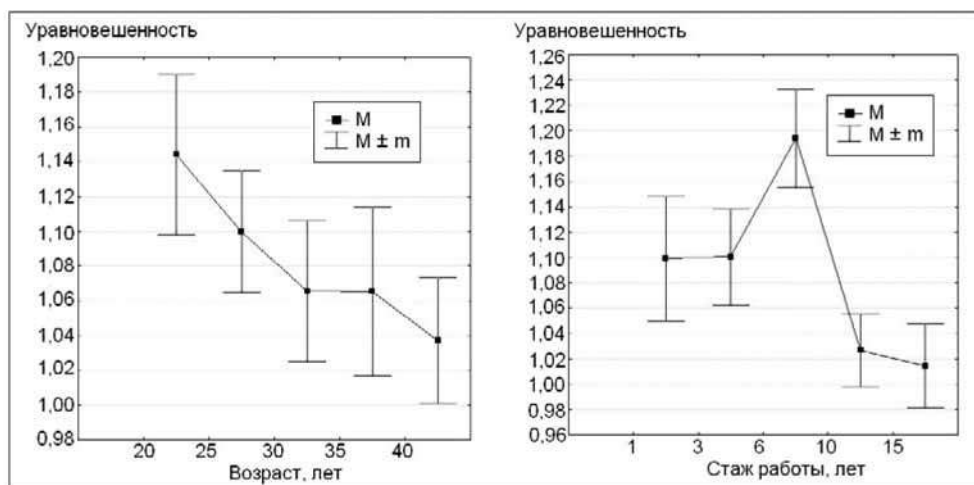 Уравновешенность
1,20
1,18
1,16
1,14
1,12
1,10
1,08
1,06
1,04
1,02
1,00
0,98
M
M ± m
20 25 30 35 40
Возраст, лет
Уравновешенность
1,26
1,24
1,22
1,20
1,18
1,16
1,14
1,12
1,10
1,08
1,06
1,04
1,02
1,00
0,98
0,96
M
M ± m
1 3 6 10 15
Стаж работы, лет